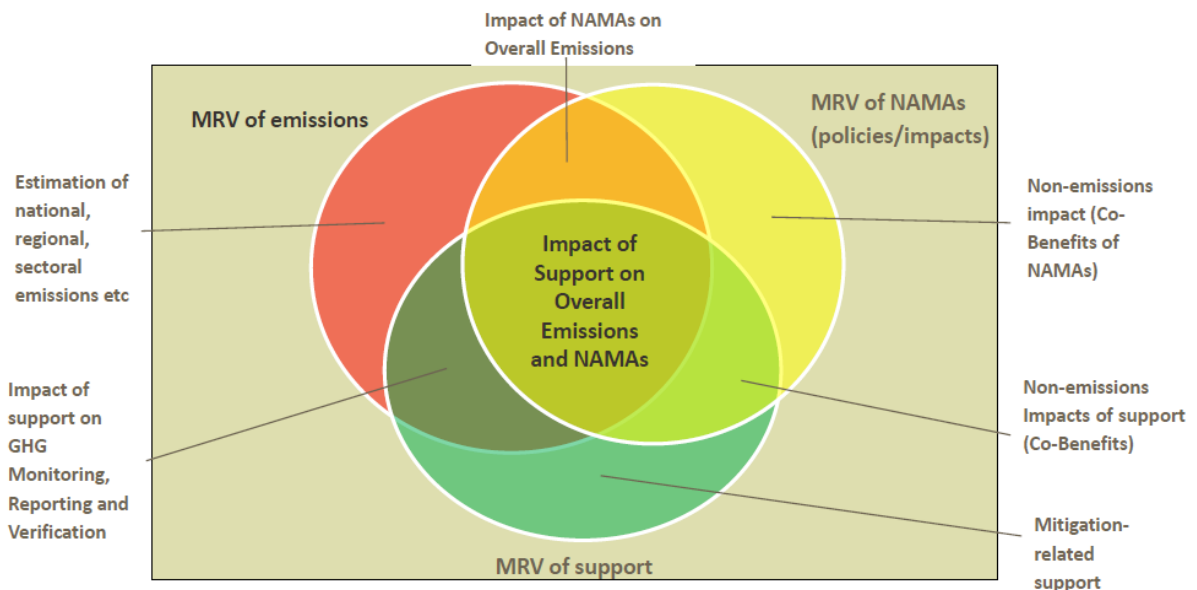 Impact of NAMAs on
Overall Emissions
MRV of emissions
MRV of NAMAs
(policies/impacts)
Estimation of
national,
regional,
sectoral
emissions etc
Non-emissions
impact (Co-
Benefits of
NAMAs)
Impact of
Support on
Overall
Emissions
and NAMAs
Impact of
support on
GHG
Monitoring,
Reporting and
Verification
Non-emissions
Impacts of support
(Co-Benefits)
Mitigation-
related
support
MRV of support